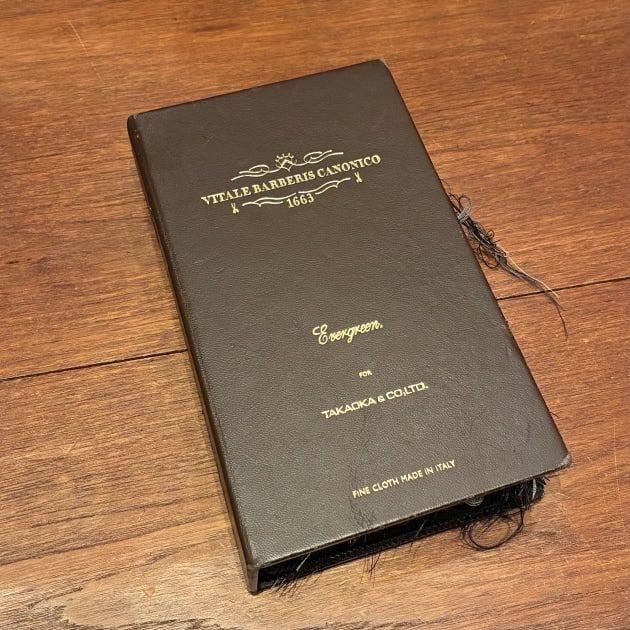 VITALE BARBERIS CANONICO
1663
Evergreen.
FOR
TAKAOKA & CO,LTD.
FINE CLOTH MADE IN ITALY